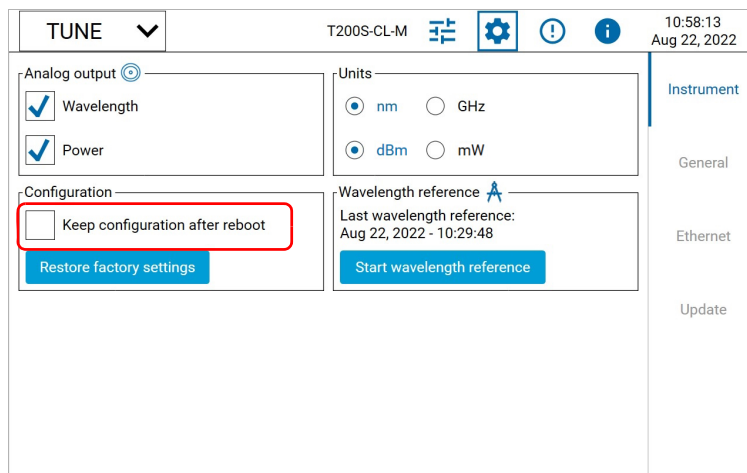 TUNE
T200S-CL-M
10:58:13
Aug 22, 2022
Analog output
Wavelength
Power
Units
nm GHz
dBm mW
Configuration
Keep configuration after reboot
Restore factory settings
Wavelength reference
Last wavelength reference:
Aug 22, 2022 - 10:29:48
Start wavelength reference
Instrument
General
Ethernet
Update